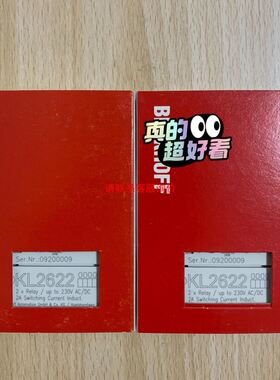 真的
超好看
Ser.Nr.:09200009
KL2622
2 x Relay / up to 230V AC/DC
2A Switching Current Induct.
Ser.Nr.:09200009
KL2622
2 x Relay / up to 230V AC/DC
2A Switching Current Induct.